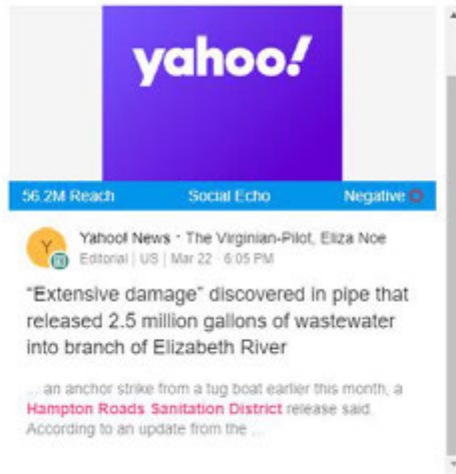 yahoo!
56.2M Reach Social Echo Negative
Y
Yahoo! News · The Virginian-Pilot, Eliza Noe
Editorial | US | Mar 22 · 6:05 PM
“Extensive damage” discovered in pipe that
released 2.5 million gallons of wastewater
into branch of Elizabeth River
... an anchor strike from a tug boat earlier this month, a
Hampton Roads Sanitation District release said.
According to an update from the ...